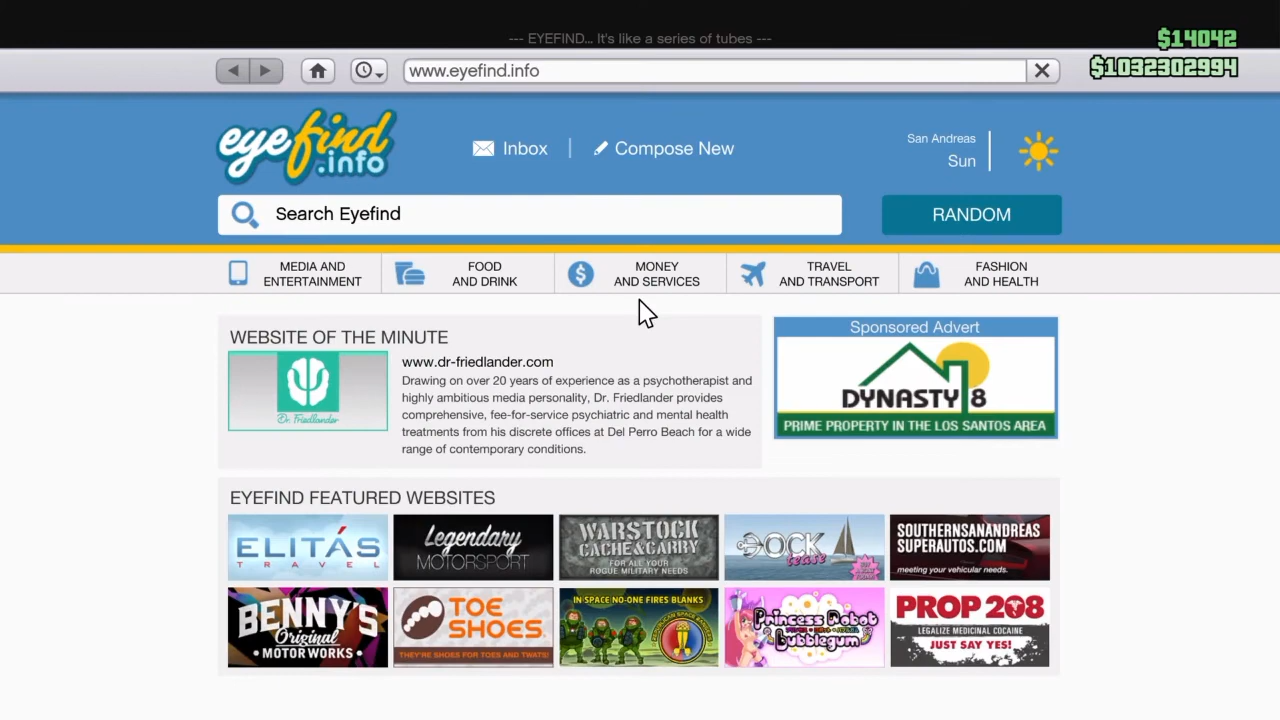 --- EYEFIND... It's like a series of tubes ---
$14042
$1032302994
www.eyefind.info
eyefind
.info
Inbox
Compose New
San Andreas
Sun
Search Eyefind
RANDOM
MEDIA AND
ENTERTAINMENT
FOOD
AND DRINK
MONEY
AND SERVICES
TRAVEL
AND TRANSPORT
FASHION
AND HEALTH
WEBSITE OF THE MINUTE
Dr. Friedlander
www.dr-friedlander.com
Drawing on over 20 years of experience as a psychotherapist and
highly ambitious media personality, Dr. Friedlander provides
comprehensive, fee-for-service psychiatric and mental health
treatments from his discrete offices at Del Perro Beach for a wide
range of contemporary conditions.
Sponsored Advert
DYNASTY 8
PRIME PROPERTY IN THE LOS SANTOS AREA
EYEFIND FEATURED WEBSITES
ELITÁS
TRAVEL
Legendary
MOTORSPORT
WARSTOCK
CACHE&CARRY
FOR ALL YOUR
ROGUE MILITARY NEEDS
DOCK
tease
SOUTHERNSANANDREAS
SUPERAUTOS.COM
meeting your vehicular needs.
BENNY'S
Original
MOTOR WORKS
TOE
SHOES
THEY'RE SHOES FOR TOES AND TWATS!
IN SPACE NO-ONE FIRES BLANKS
Princess Robot
Bubblegum
PROP 208
LEGALIZE MEDICINAL COCAINE
JUST SAY YES!